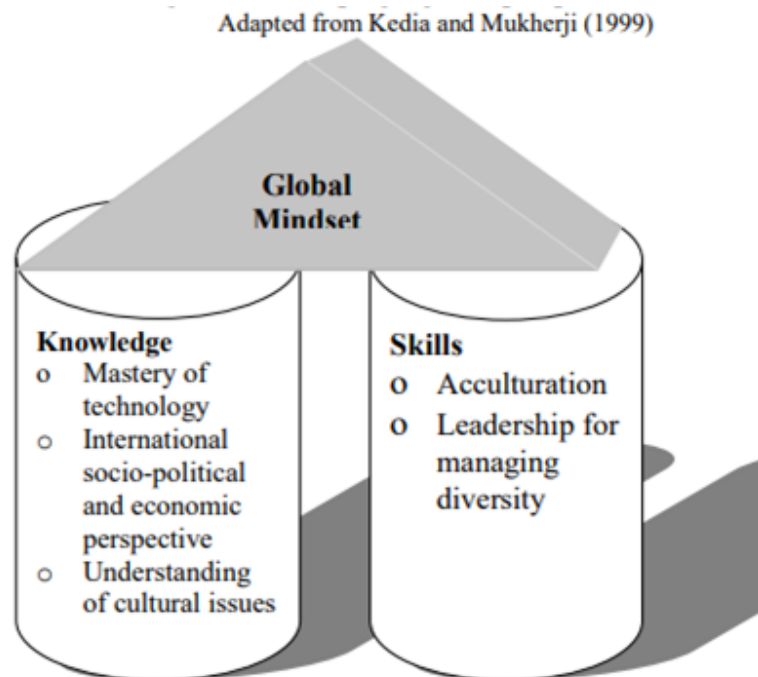 Adapted from Kedia and Mukherji (1999)
Global
Mindset
Knowledge
o Mastery of
technology
o International
socio-political
and economic
perspective
o Understanding
of cultural issues
Skills
o Acculturation
o Leadership for
managing
diversity